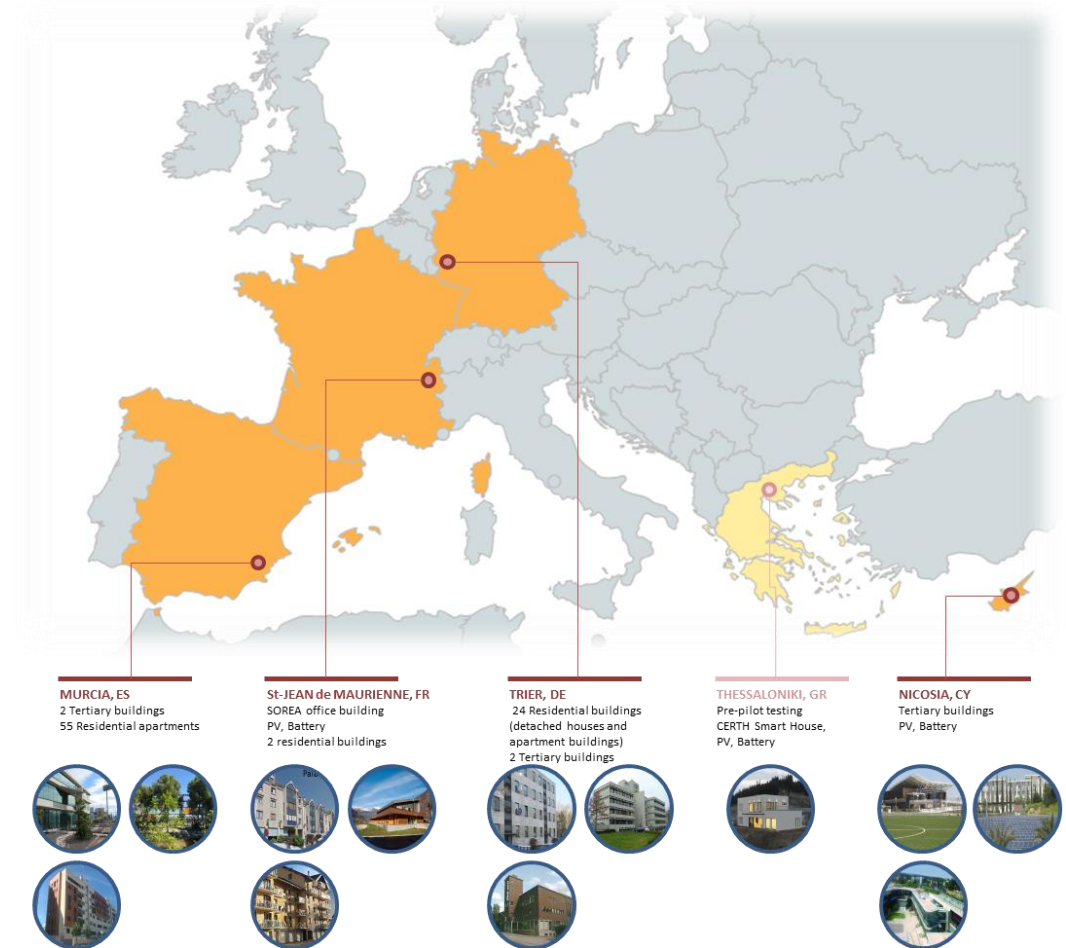 MURCIA, ES
2 Tertiary buildings
55 Residential apartments
St-JEAN de MAURIENNE, FR
SOREA office building
PV, Battery
2 residential buildings
TRIER, DE
24 Residential buildings
(detached houses and
apartment buildings)
2 Tertiary buildings
THESSALONIKI, GR
Pre-pilot testing
CERTH Smart House,
PV, Battery
NICOSIA, CY
Tertiary buildings
PV, Battery